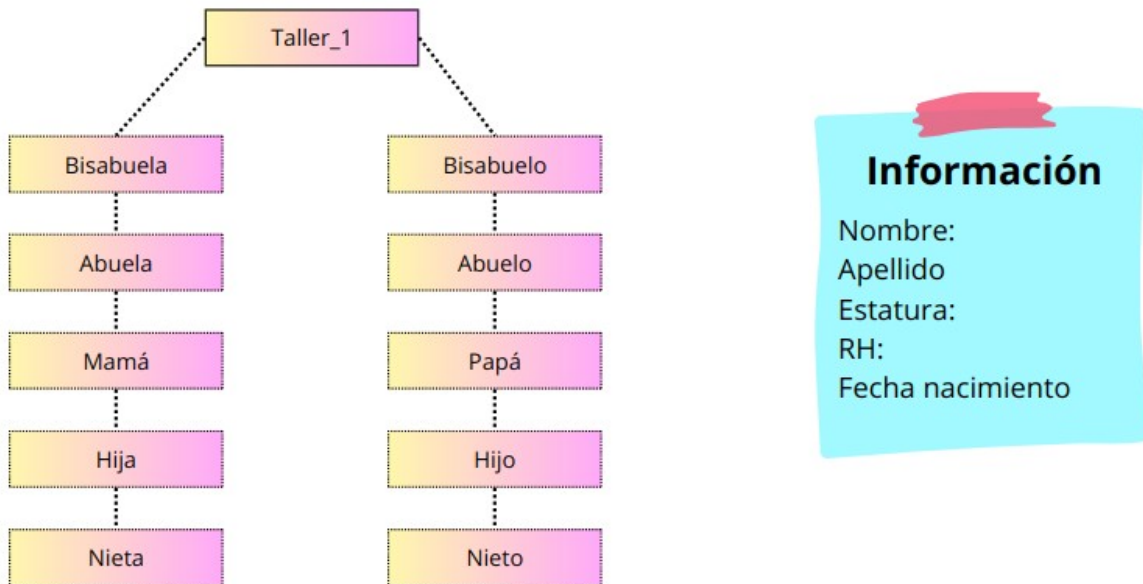 Taller_1
Bisabuela
Abuela
Mamá
Hija
Nieta
Bisabuelo
Abuelo
Papá
Hijo
Nieto
Información
Nombre:
Apellido
Estatura:
RH:
Fecha nacimiento